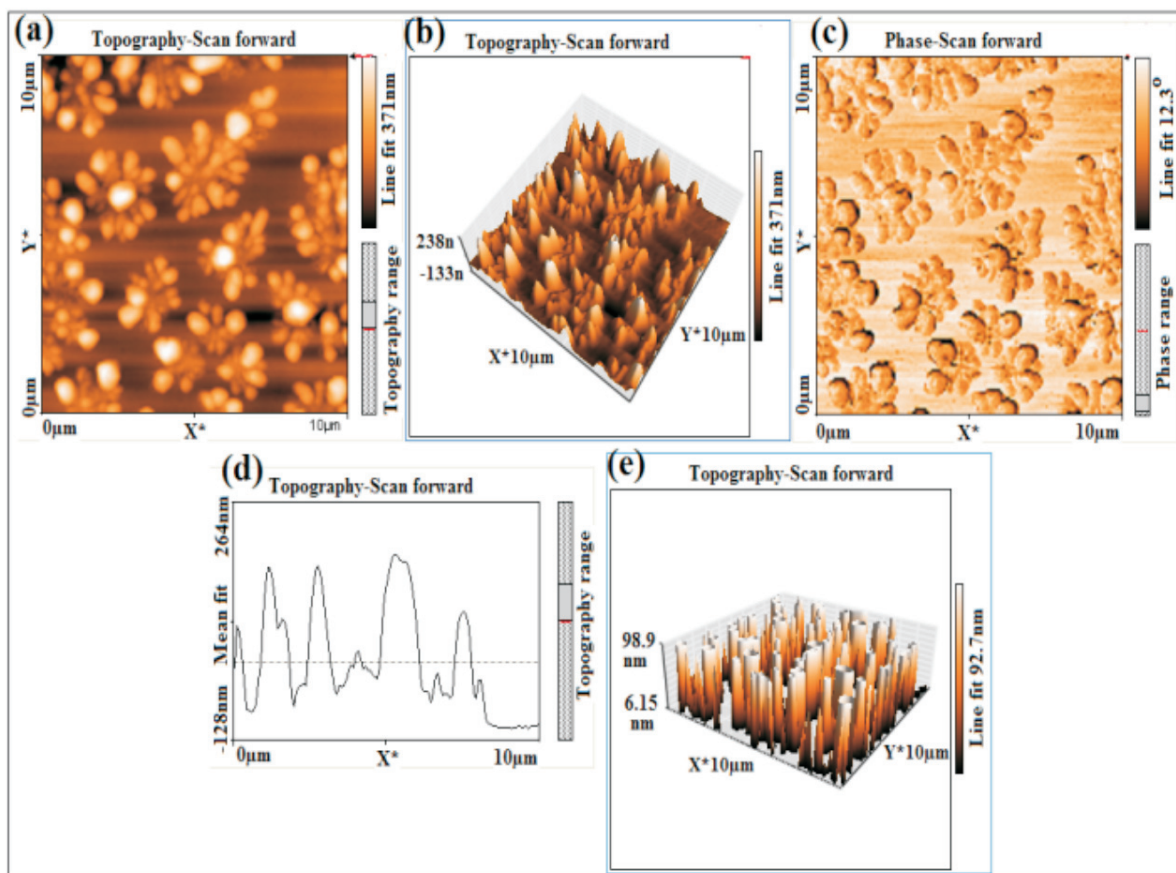 (a)
Topography-Scan forward
10µm
Y*
0µm
0µm
X*
10µm
Line fit 371nm
Topography range
(b)
Topography-Scan forward
238n
-133n
X*10µm
Y*10µm
Line fit 371nm
(c)
Phase-Scan forward
10µm
Y*
0µm
0µm
X*
10µm
Line fit 12.3°
Phase range
(d)
Topography-Scan forward
264nm
Mean fit
-128nm
0µm
X*
10µm
Topography range
(e)
Topography-Scan forward
98.9
nm
6.15
nm
X*10µm
Y*10µm
Line fit 92.7nm